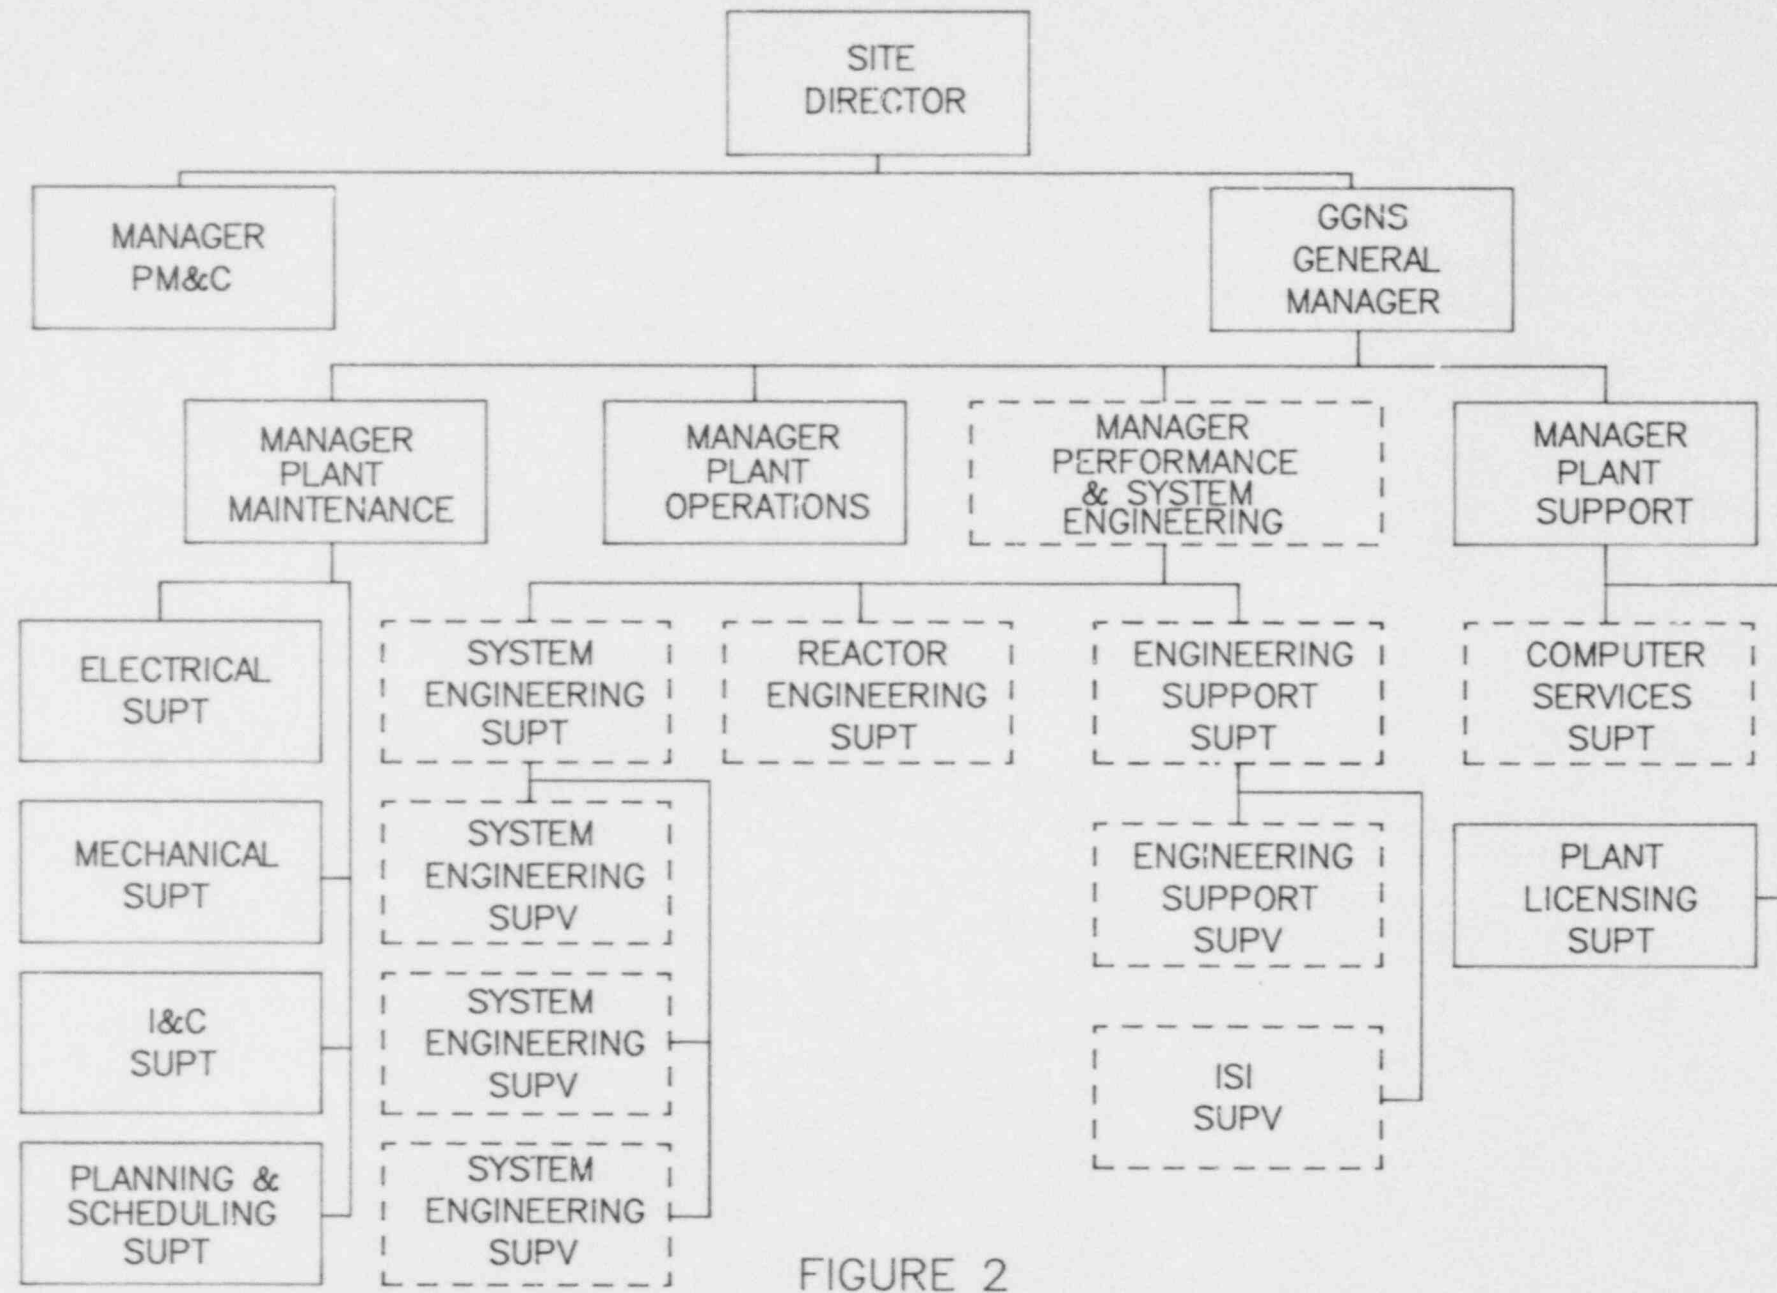 SITE
DIRECTOR
MANAGER
PM&C
GGNS
GENERAL
MANAGER
MANAGER
PLANT
MAINTENANCE
MANAGER
PLANT
OPERATIONS
MANAGER
PERFORMANCE
& SYSTEM
ENGINEERING
MANAGER
PLANT
SUPPORT
ELECTRICAL
SUPT
SYSTEM
ENGINEERING
SUPT
REACTOR
ENGINEERING
SUPT
ENGINEERING
SUPPORT
SUPT
COMPUTER
SERVICES
SUPT
MECHANICAL
SUPT
SYSTEM
ENGINEERING
SUPV
ENGINEERING
SUPPORT
SUPV
PLANT
LICENSING
SUPT
I&C
SUPT
SYSTEM
ENGINEERING
SUPV
ISI
SUPV
PLANNING &
SCHEDULING
SUPT
SYSTEM
ENGINEERING
SUPV
FIGURE 2